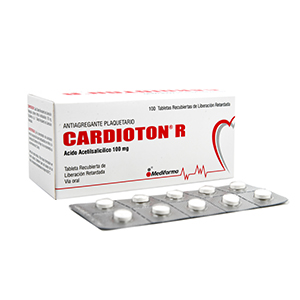 100 Tabletas Recubiertas de Liberación Retardada
ANTIAGREGANTE PLAQUETARIO
CARDIOTON® R
Acido Acetilsalicílico 100 mg
Tableta Recubierta de
Liberación Retardada
Vía oral
Medifarma